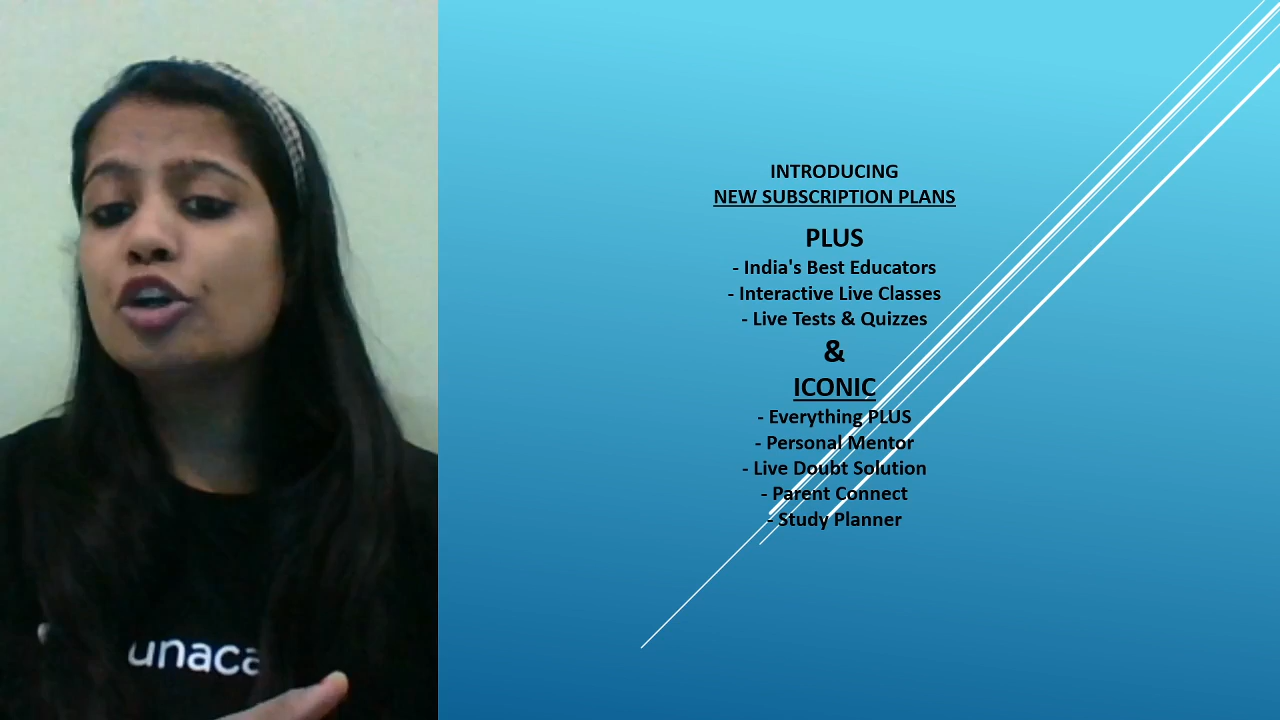 INTRODUCING
NEW SUBSCRIPTION PLANS
PLUS
- India's Best Educators
- Interactive Live Classes
- Live Tests & Quizzes
&
ICONIC
- Everything PLUS
- Personal Mentor
- Live Doubt Solution
- Parent Connect
- Study Planner
unaca